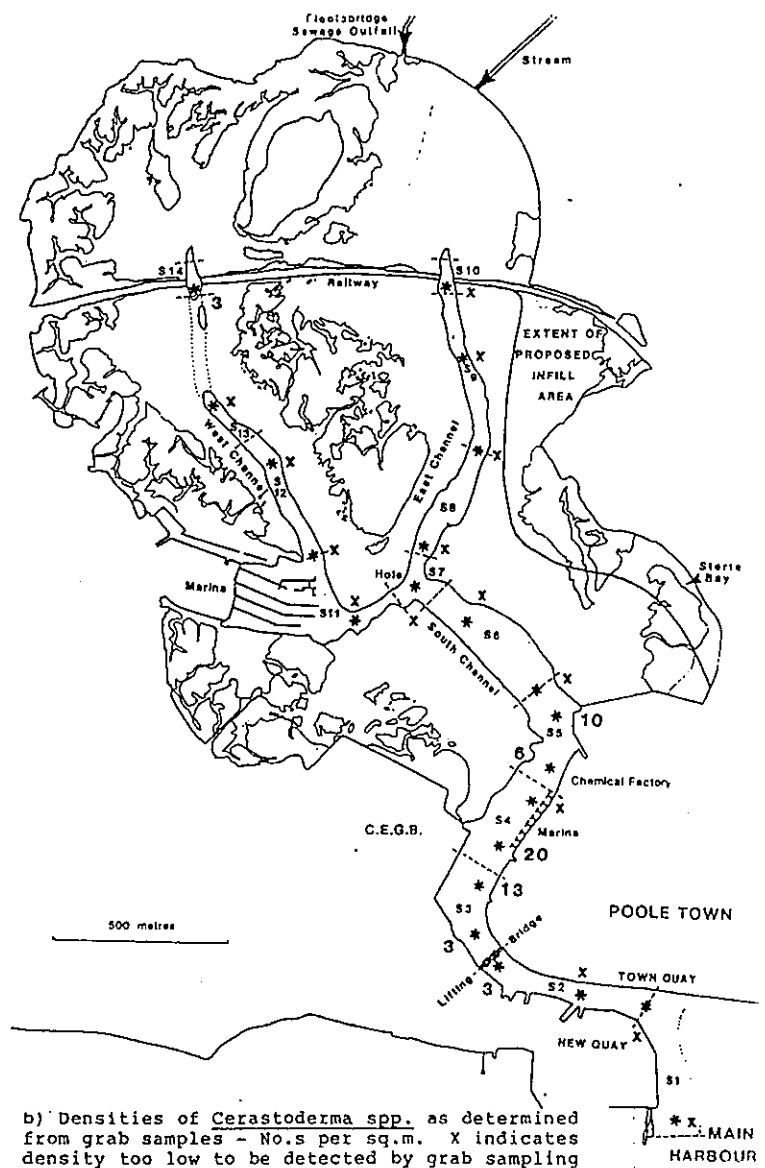 Fleetsbridge
Sewage Outfall
Stream
S14
*
3
Railway
S10
* X
EXTENT OF
PROPOSED
INFILL
AREA
* X
S9
* X
S13
West Channel
* X
S12
East Channel
* X
S8
* X
* X
Sterte
Bay
Marina
Hole
S7
*
X
S11
*
X
South Channel
X
*
S6
* X
*
S5
10
6
*
Chemical Factory
* X
S4
Marina
C.E.G.B.
*
20
*
13
500 metres
S3
POOLE TOWN
3
*
Lifting Bridge
*
3
X
TOWN QUAY
S2
*
*
NEW QUAY
X
S1
* X
MAIN
HARBOUR
b) Densities of Cerastoderma spp. as determined
from grab samples - No.s per sq.m. X indicates
density too low to be detected by grab sampling